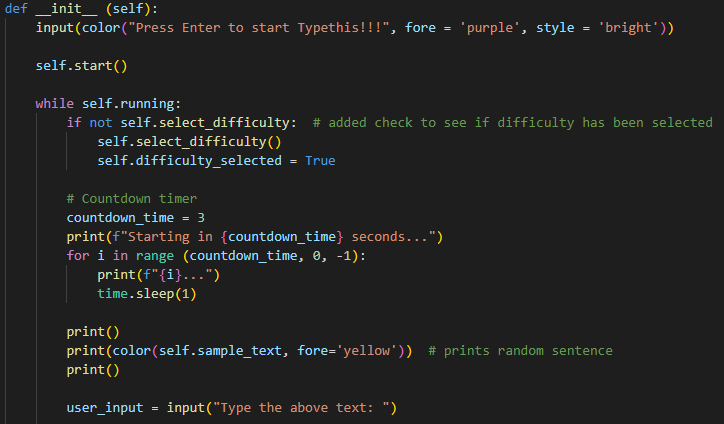 def __init__ (self):
    input(color("Press Enter to start Typethis!!!", fore = 'purple', style = 'bright'))
    self.start()
    while self.running:
        if not self.select_difficulty:  # added check to see if difficulty has been selected
            self.select_difficulty()
            self.difficulty_selected = True
        # Countdown timer
        countdown_time = 3
        print(f"Starting in {countdown_time} seconds...")
        for i in range (countdown_time, 0, -1):
            print(f"{i}...")
            time.sleep(1)
        print()
        print(color(self.sample_text, fore='yellow'))  # prints random sentence
        print()
        user_input = input("Type the above text: ")